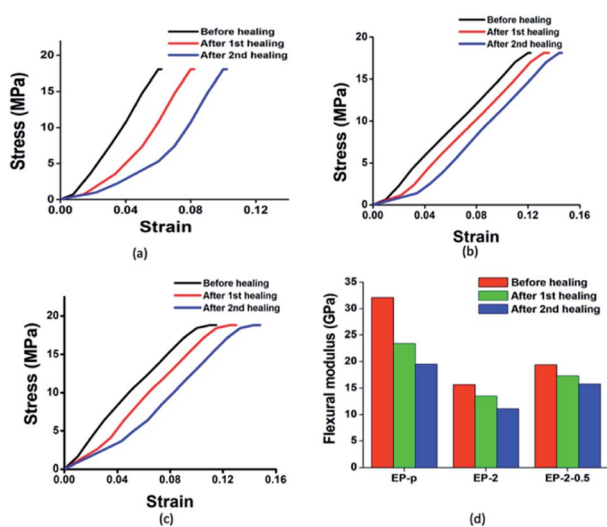 Before healing
After 1st healing
After 2nd healing
Stress (MPa)
20
15
10
5
0
0.00 0.04 0.08 0.12
Strain
(a)
Before healing
After 1st healing
After 2nd healing
Stress (MPa)
20
15
10
5
0
0.00 0.04 0.08 0.12 0.16
Strain
(b)
Before healing
After 1st healing
After 2nd healing
Stress (MPa)
20
15
10
5
0
0.00 0.04 0.08 0.12 0.16
Strain
(c)
Before healing
After 1st healing
After 2nd healing
Flexural modulus (GPa)
35
30
25
20
15
10
5
0
EP-p EP-2 EP-2-0.5
(d)